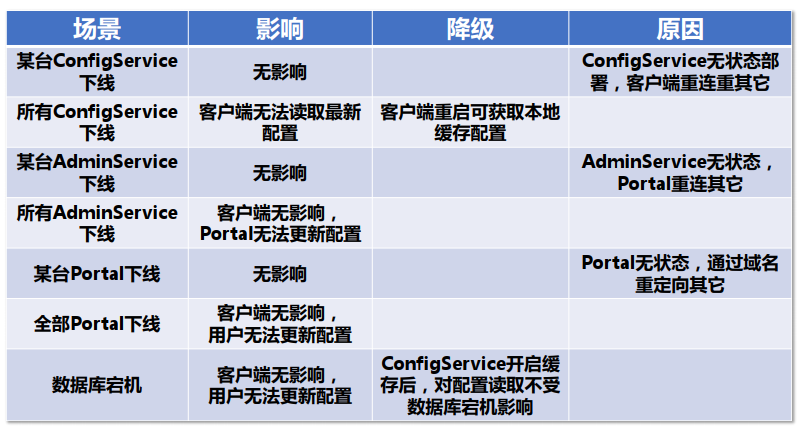 场景 影响 降级 原因
某台ConfigService
下线
无影响
ConfigService无状态部
署，客户端重连重其它
所有ConfigService
下线
客户端无法读取最新
配置
客户端重启可获取本地
缓存配置
某台AdminService
下线
无影响
AdminService无状态，
Portal重连其它
所有AdminService
下线
客户端无影响，
Portal无法更新配置
某台Portal下线
无影响
Portal无状态，通过域名
重定向其它
全部Portal下线
客户端无影响，
用户无法更新配置
数据库宕机
客户端无影响，
用户无法更新配置
ConfigService开启缓
存后，对配置读取不受
数据库宕机影响